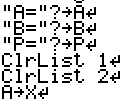 "A="?→A↵
"B="?→B↵
"P="?→P↵
ClrList 1↵
ClrList 2↵
A→X↵